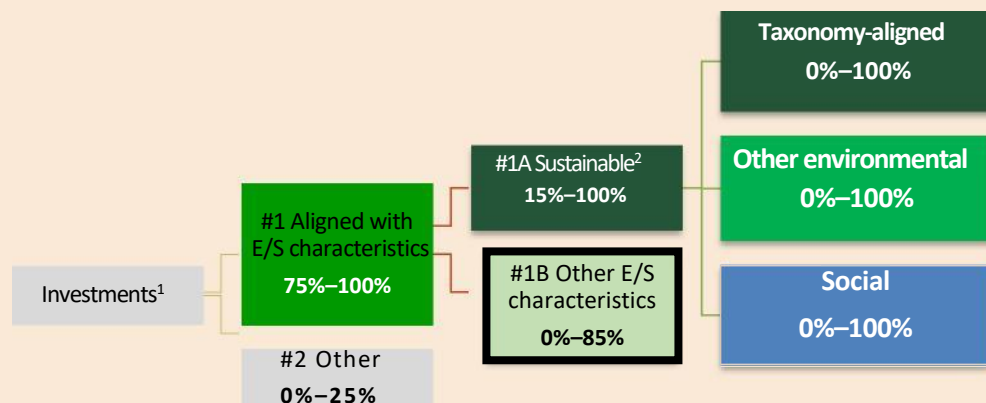 Investments¹
#1 Aligned with
E/S characteristics
75%–100%
#2 Other
0%–25%
#1A Sustainable²
15%–100%
#1B Other E/S
characteristics
0%–85%
Taxonomy-aligned
0%–100%
Other environmental
0%–100%
Social
0%–100%